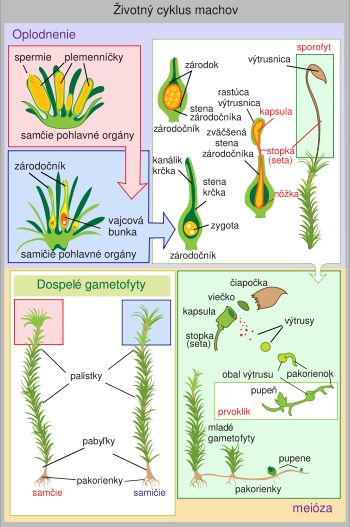 Životný cyklus machov
Oplodnenie
spermie
plemenníčky
samčie pohlavné orgány
zárodočník
vajcová
bunka
samičie pohlavné orgány
zárodok
stena
zárodočníka
zárodočník
kanálik
krčka
stena
krčka
zygota
zárodočník
rastúca
výtrusnica
kapsula
zväčšená
stena
zárodočníka
stopka
(seta)
nôžka
výtrusnica
sporofyt
Dospelé gametofyty
palístky
pabyľky
pakorienky
samčie
samičie
čiapočka
viečko
kapsula
stopka
(seta)
výtrusy
obal výtrusu
pakorienok
pupeň
prvoklík
mladé
gametofyty
pupene
pakorienky
meióza